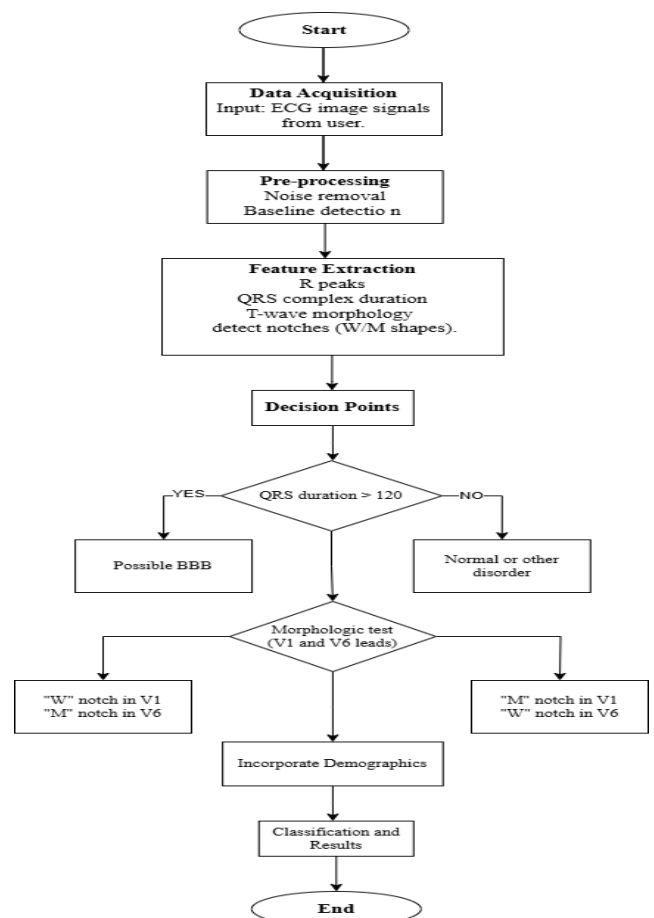 Start
Data Acquisition
Input: ECG image signals
from user.
Pre-processing
Noise removal
Baseline detectio n
Feature Extraction
R peaks
QRS complex duration
T-wave morphology
detect notches (W/M shapes).
Decision Points
YES
QRS duration > 120
NO
Possible BBB
Normal or other
disorder
Morphologic test
(V1 and V6 leads)
"W" notch in V1
"M" notch in V6
"M" notch in V1
"W" notch in V6
Incorporate Demographics
Classification and
Results
End